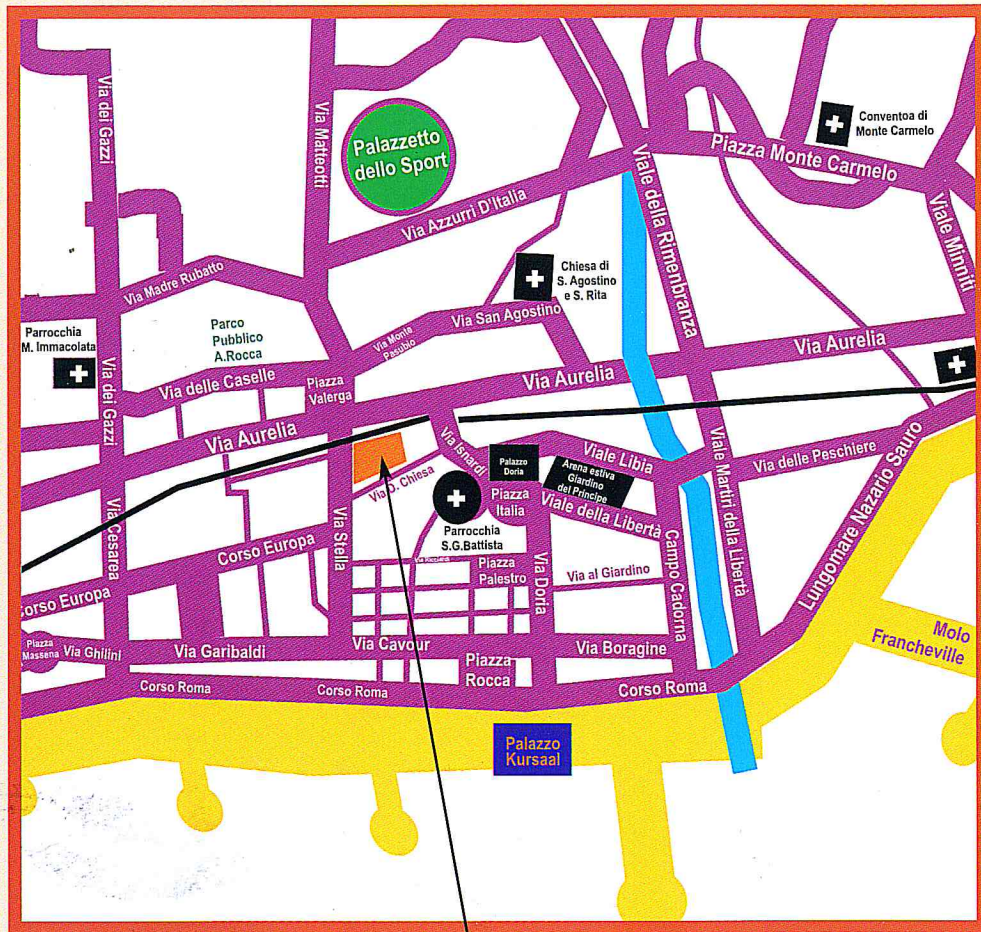 Via dei Gazzi
Via Matteotti
Palazzetto
dello Sport
Conventoa di
Monte Carmelo
Piazza Monte Carmelo
Viale della Rimenbranza
Via Azzurri D'Italia
Viale Minniti
Via Madre Rubatto
Chiesa di
S. Agostino
e S. Rita
Parrocchia
M. Immacolata
Parco
Pubblico
A.Rocca
Via Monte
Pasubio
Via San Agostino
Via Aurelia
Via dei Gazzi
Via delle Caselle
Piazza
Valerga
Via Aurelia
Via Aurelia
Via Isnardi
Palazzo
Doria
Viale Libia
Arena estiva
Giardino
del Principe
Viale Martiri della Libertà
Via delle Peschiere
Lungomare Nazario Sauro
Via D. Chiesa
Piazza
Italia
Viale della Libertà
Via Cesarea
Corso Europa
Via Stella
Parrocchia
S.G.Battista
Via Doria
Campo Cadorna
Piazza
Palestro
Via al Giardino
Corso Europa
Piazza
Massena
Via Ghilini
Via Garibaldi
Via Cavour
Piazza
Rocca
Via Boragine
Molo
Francheville
Corso Roma
Corso Roma
Corso Roma
Palazzo
Kursaal